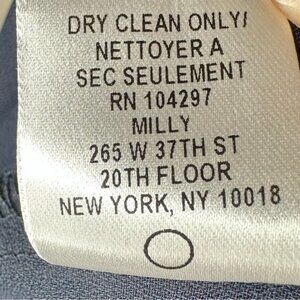 DRY CLEAN ONLY/
NETTOYER A
SEC SEULEMENT
RN 104297
MILLY
265 W 37TH ST
20TH FLOOR
NEW YORK, NY 10018